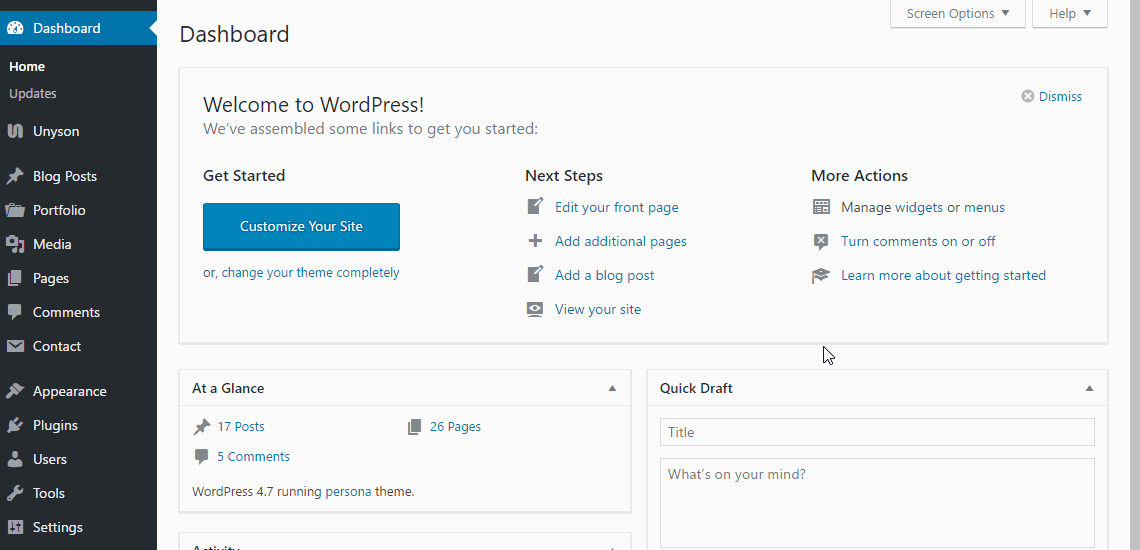 Dashboard
Home
Updates
Unyson
Blog Posts
Portfolio
Media
Pages
Comments
Contact
Appearance
Plugins
Users
Tools
Settings
Screen Options
Help
Dashboard
Welcome to WordPress!
We've assembled some links to get you started:
Dismiss
Get Started
Customize Your Site
or, change your theme completely
Next Steps
Edit your front page
Add additional pages
Add a blog post
View your site
More Actions
Manage widgets or menus
Turn comments on or off
Learn more about getting started
At a Glance
17 Posts
26 Pages
5 Comments
WordPress 4.7 running persona theme.
Activity
Quick Draft
Title
What's on your mind?